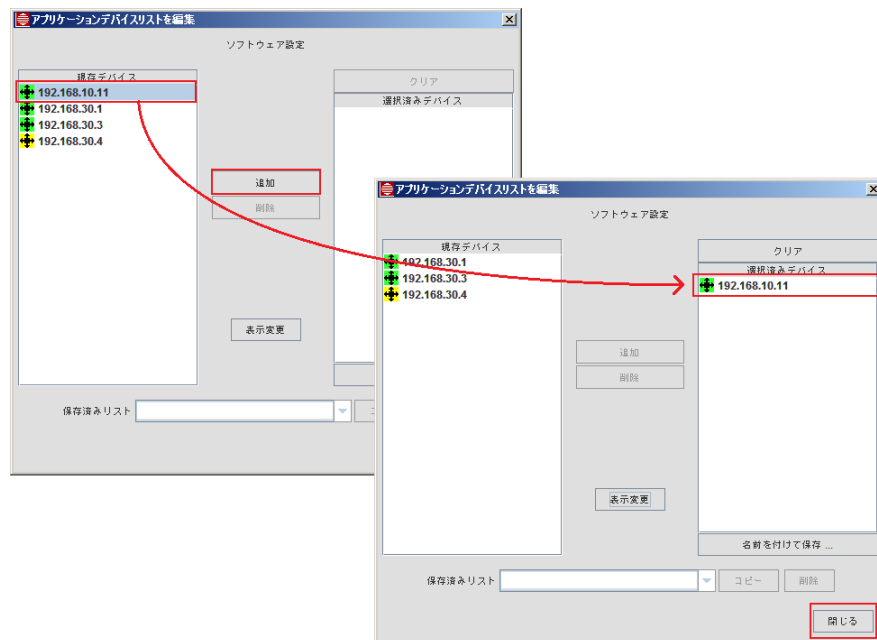 アプリケーションデバイスリストを編集
ソフトウェア設定
現存デバイス
192.168.10.11
192.168.30.1
192.168.30.3
192.168.30.4
追加
削除
表示変更
クリア
選択済みデバイス
保存済みリスト
アプリケーションデバイスリストを編集
ソフトウェア設定
現存デバイス
192.168.30.1
192.168.30.3
192.168.30.4
追加
削除
表示変更
クリア
選択済みデバイス
192.168.10.11
名前を付けて保存 ...
保存済みリスト
コピー
削除
閉じる